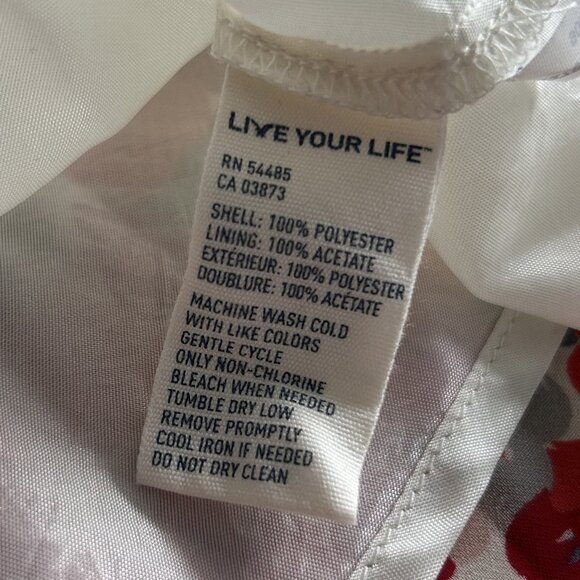 LIVE YOUR LIFE™
RN 54485
CA 03873
SHELL: 100% POLYESTER
LINING: 100% ACETATE
EXTÉRIEUR: 100% POLYESTER
DOUBLURE: 100% ACÉTATE
MACHINE WASH COLD
WITH LIKE COLORS
GENTLE CYCLE
ONLY NON-CHLORINE
BLEACH WHEN NEEDED
TUMBLE DRY LOW
REMOVE PROMPTLY
COOL IRON IF NEEDED
DO NOT DRY CLEAN